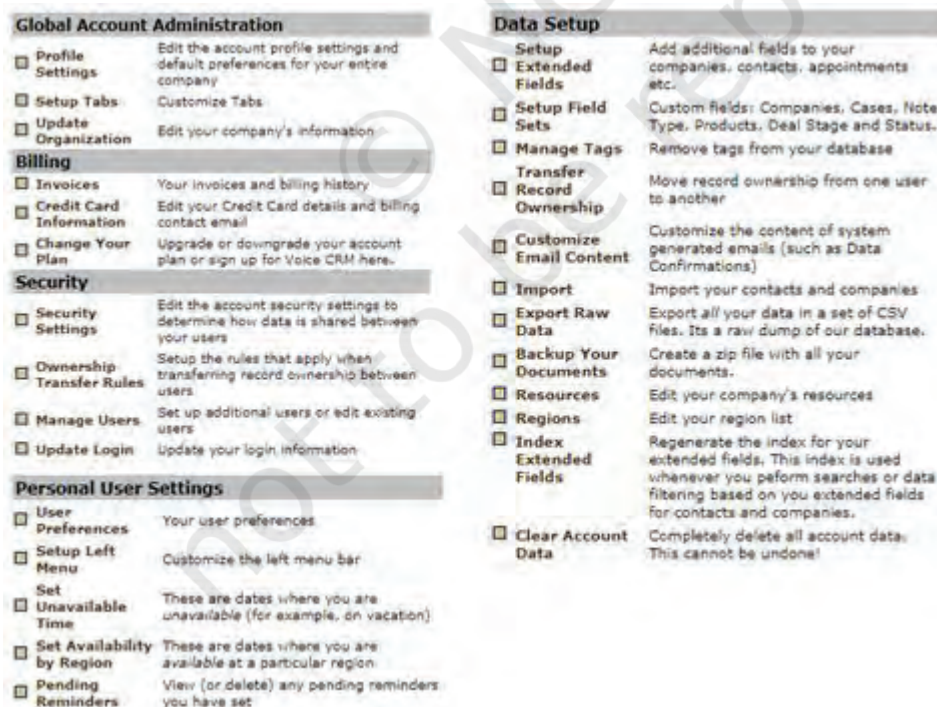 Global Account Administration
Profile Settings
Edit the account profile settings and
default preferences for your entire
company
Setup Tabs
Customize Tabs
Update
Organization
Edit your company's information
Billing
Invoices
Your invoices and billing history
Credit Card
Information
Edit your Credit Card details and billing
contact email
Change Your
Plan
Upgrade or downgrade your account
plan or sign up for Voice CRM here.
Security
Security
Settings
Edit the account security settings to
determine how data is shared between
your users
Ownership
Transfer Rules
Setup the rules that apply when
transferring record ownership between
users
Manage Users
Set up additional users or edit existing
users
Update Login
Update your login information
Personal User Settings
User
Preferences
Your user preferences
Setup Left
Menu
Customize the left menu bar
Set
Unavailable
Time
These are dates where you are
unavailable (for example, on vacation)
Set Availability
by Region
These are dates where you are
available at a particular region
Pending
Reminders
View (or delete) any pending reminders
you have set
Data Setup
Setup
Extended
Fields
Add additional fields to your
companies, contacts, appointments
etc.
Setup Field
Sets
Custom fields: Companies, Cases, Note
Type, Products, Deal Stage and Status.
Manage Tags
Remove tags from your database
Transfer
Record
Ownership
Move record ownership from one user
to another
Customize
Email Content
Customize the content of system
generated emails (such as Data
Confirmations)
Import
Import your contacts and companies
Export Raw
Data
Export all your data in a set of CSV
files. Its a raw dump of our database.
Backup Your
Documents
Create a zip file with all your
documents.
Resources
Edit your company's resources
Regions
Edit your region list
Index
Extended
Fields
Regenerate the index for your
extended fields. This index is used
whenever you peform searches or data
filtering based on you extended fields
for contacts and companies.
Clear Account
Data
Completely delete all account data.
This cannot be undone!
© No
not to be rep